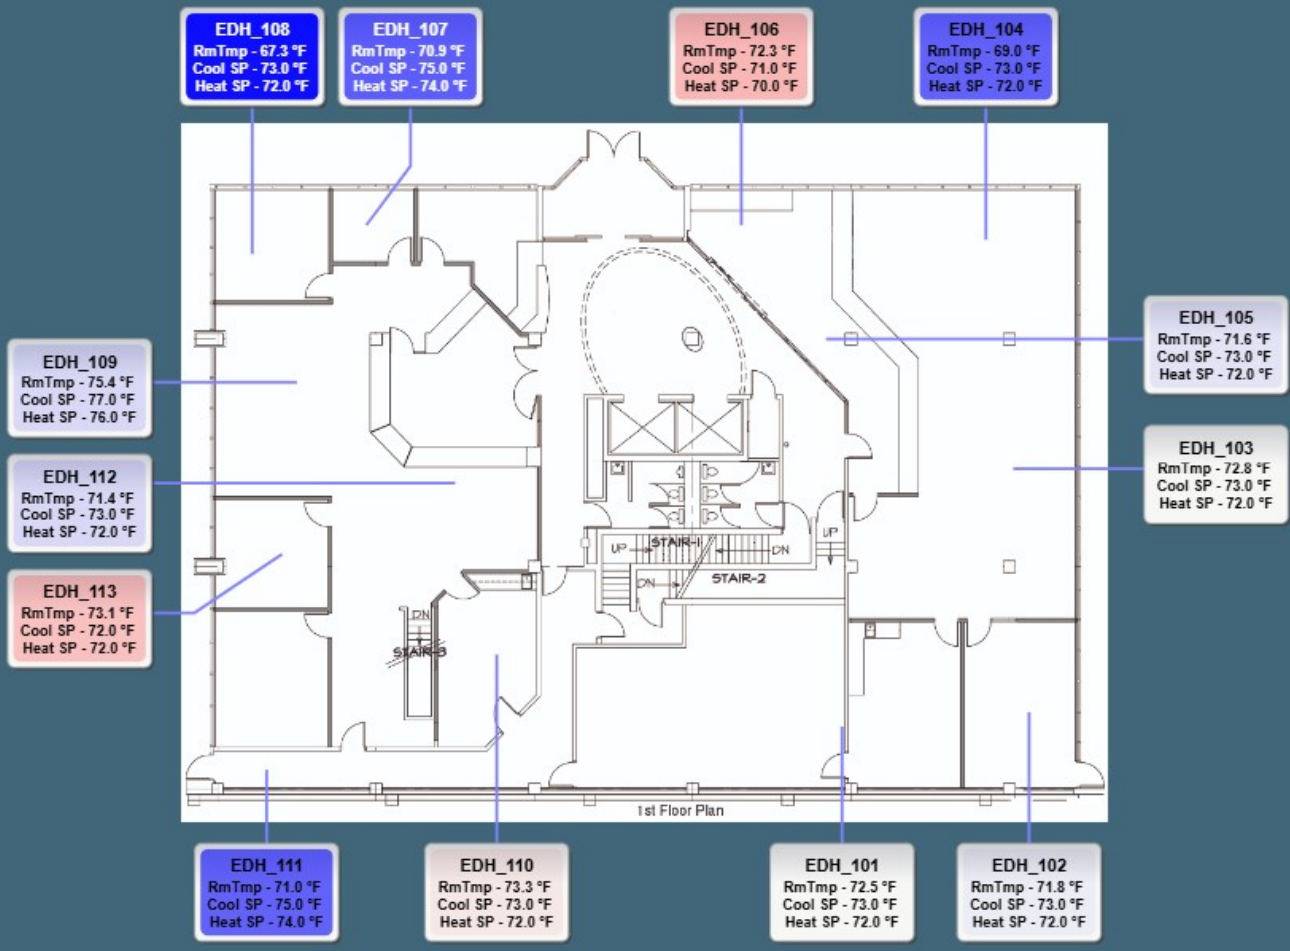 EDH_108
RmTmp - 67.3 °F
Cool SP - 73.0 °F
Heat SP - 72.0 °F
EDH_107
RmTmp - 70.9 °F
Cool SP - 75.0 °F
Heat SP - 74.0 °F
EDH_106
RmTmp - 72.3 °F
Cool SP - 71.0 °F
Heat SP - 70.0 °F
EDH_104
RmTmp - 69.0 °F
Cool SP - 73.0 °F
Heat SP - 72.0 °F
EDH_105
RmTmp - 71.6 °F
Cool SP - 73.0 °F
Heat SP - 72.0 °F
EDH_109
RmTmp - 75.4 °F
Cool SP - 77.0 °F
Heat SP - 76.0 °F
EDH_103
RmTmp - 72.8 °F
Cool SP - 73.0 °F
Heat SP - 72.0 °F
EDH_112
RmTmp - 71.4 °F
Cool SP - 73.0 °F
Heat SP - 72.0 °F
EDH_113
RmTmp - 73.1 °F
Cool SP - 72.0 °F
Heat SP - 72.0 °F
UP
STAIR-1
DN
UP
DN
STAIR-2
DN
STAIR-3
1st Floor Plan
EDH_111
RmTmp - 71.0 °F
Cool SP - 75.0 °F
Heat SP - 74.0 °F
EDH_110
RmTmp - 73.3 °F
Cool SP - 73.0 °F
Heat SP - 72.0 °F
EDH_101
RmTmp - 72.5 °F
Cool SP - 73.0 °F
Heat SP - 72.0 °F
EDH_102
RmTmp - 71.8 °F
Cool SP - 73.0 °F
Heat SP - 72.0 °F